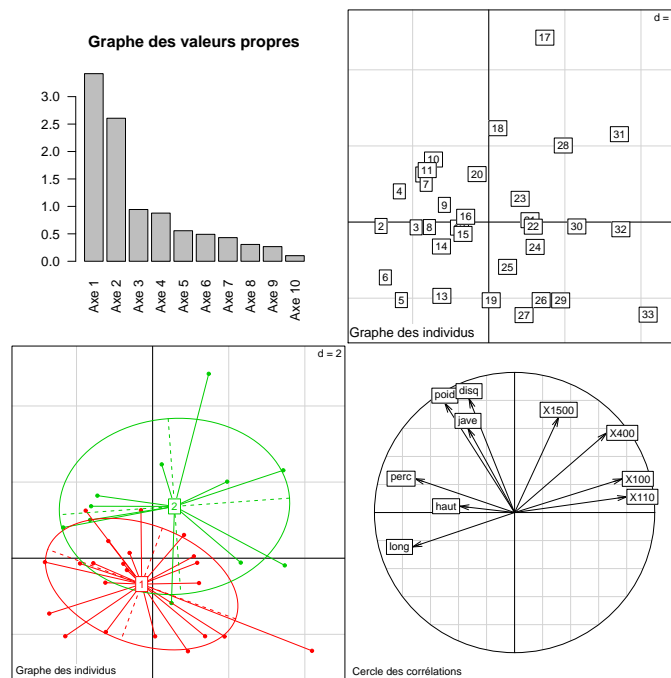 Graphe des valeurs propres
3.0
2.5
2.0
1.5
1.0
0.5
0.0
Axe 1
Axe 2
Axe 3
Axe 4
Axe 5
Axe 6
Axe 7
Axe 8
Axe 9
Axe 10
d =
17
18
31
28
10
11
20
7
4
23
9
16
2
3
8
22
30
32
15
14
24
25
6
5
13
19
26
29
27
33
Graphe des individus
d = 2
2
1
Graphe des individus
disq
poid
jave
X1500
X400
perc
X100
X110
haut
long
Cercle des corrélations